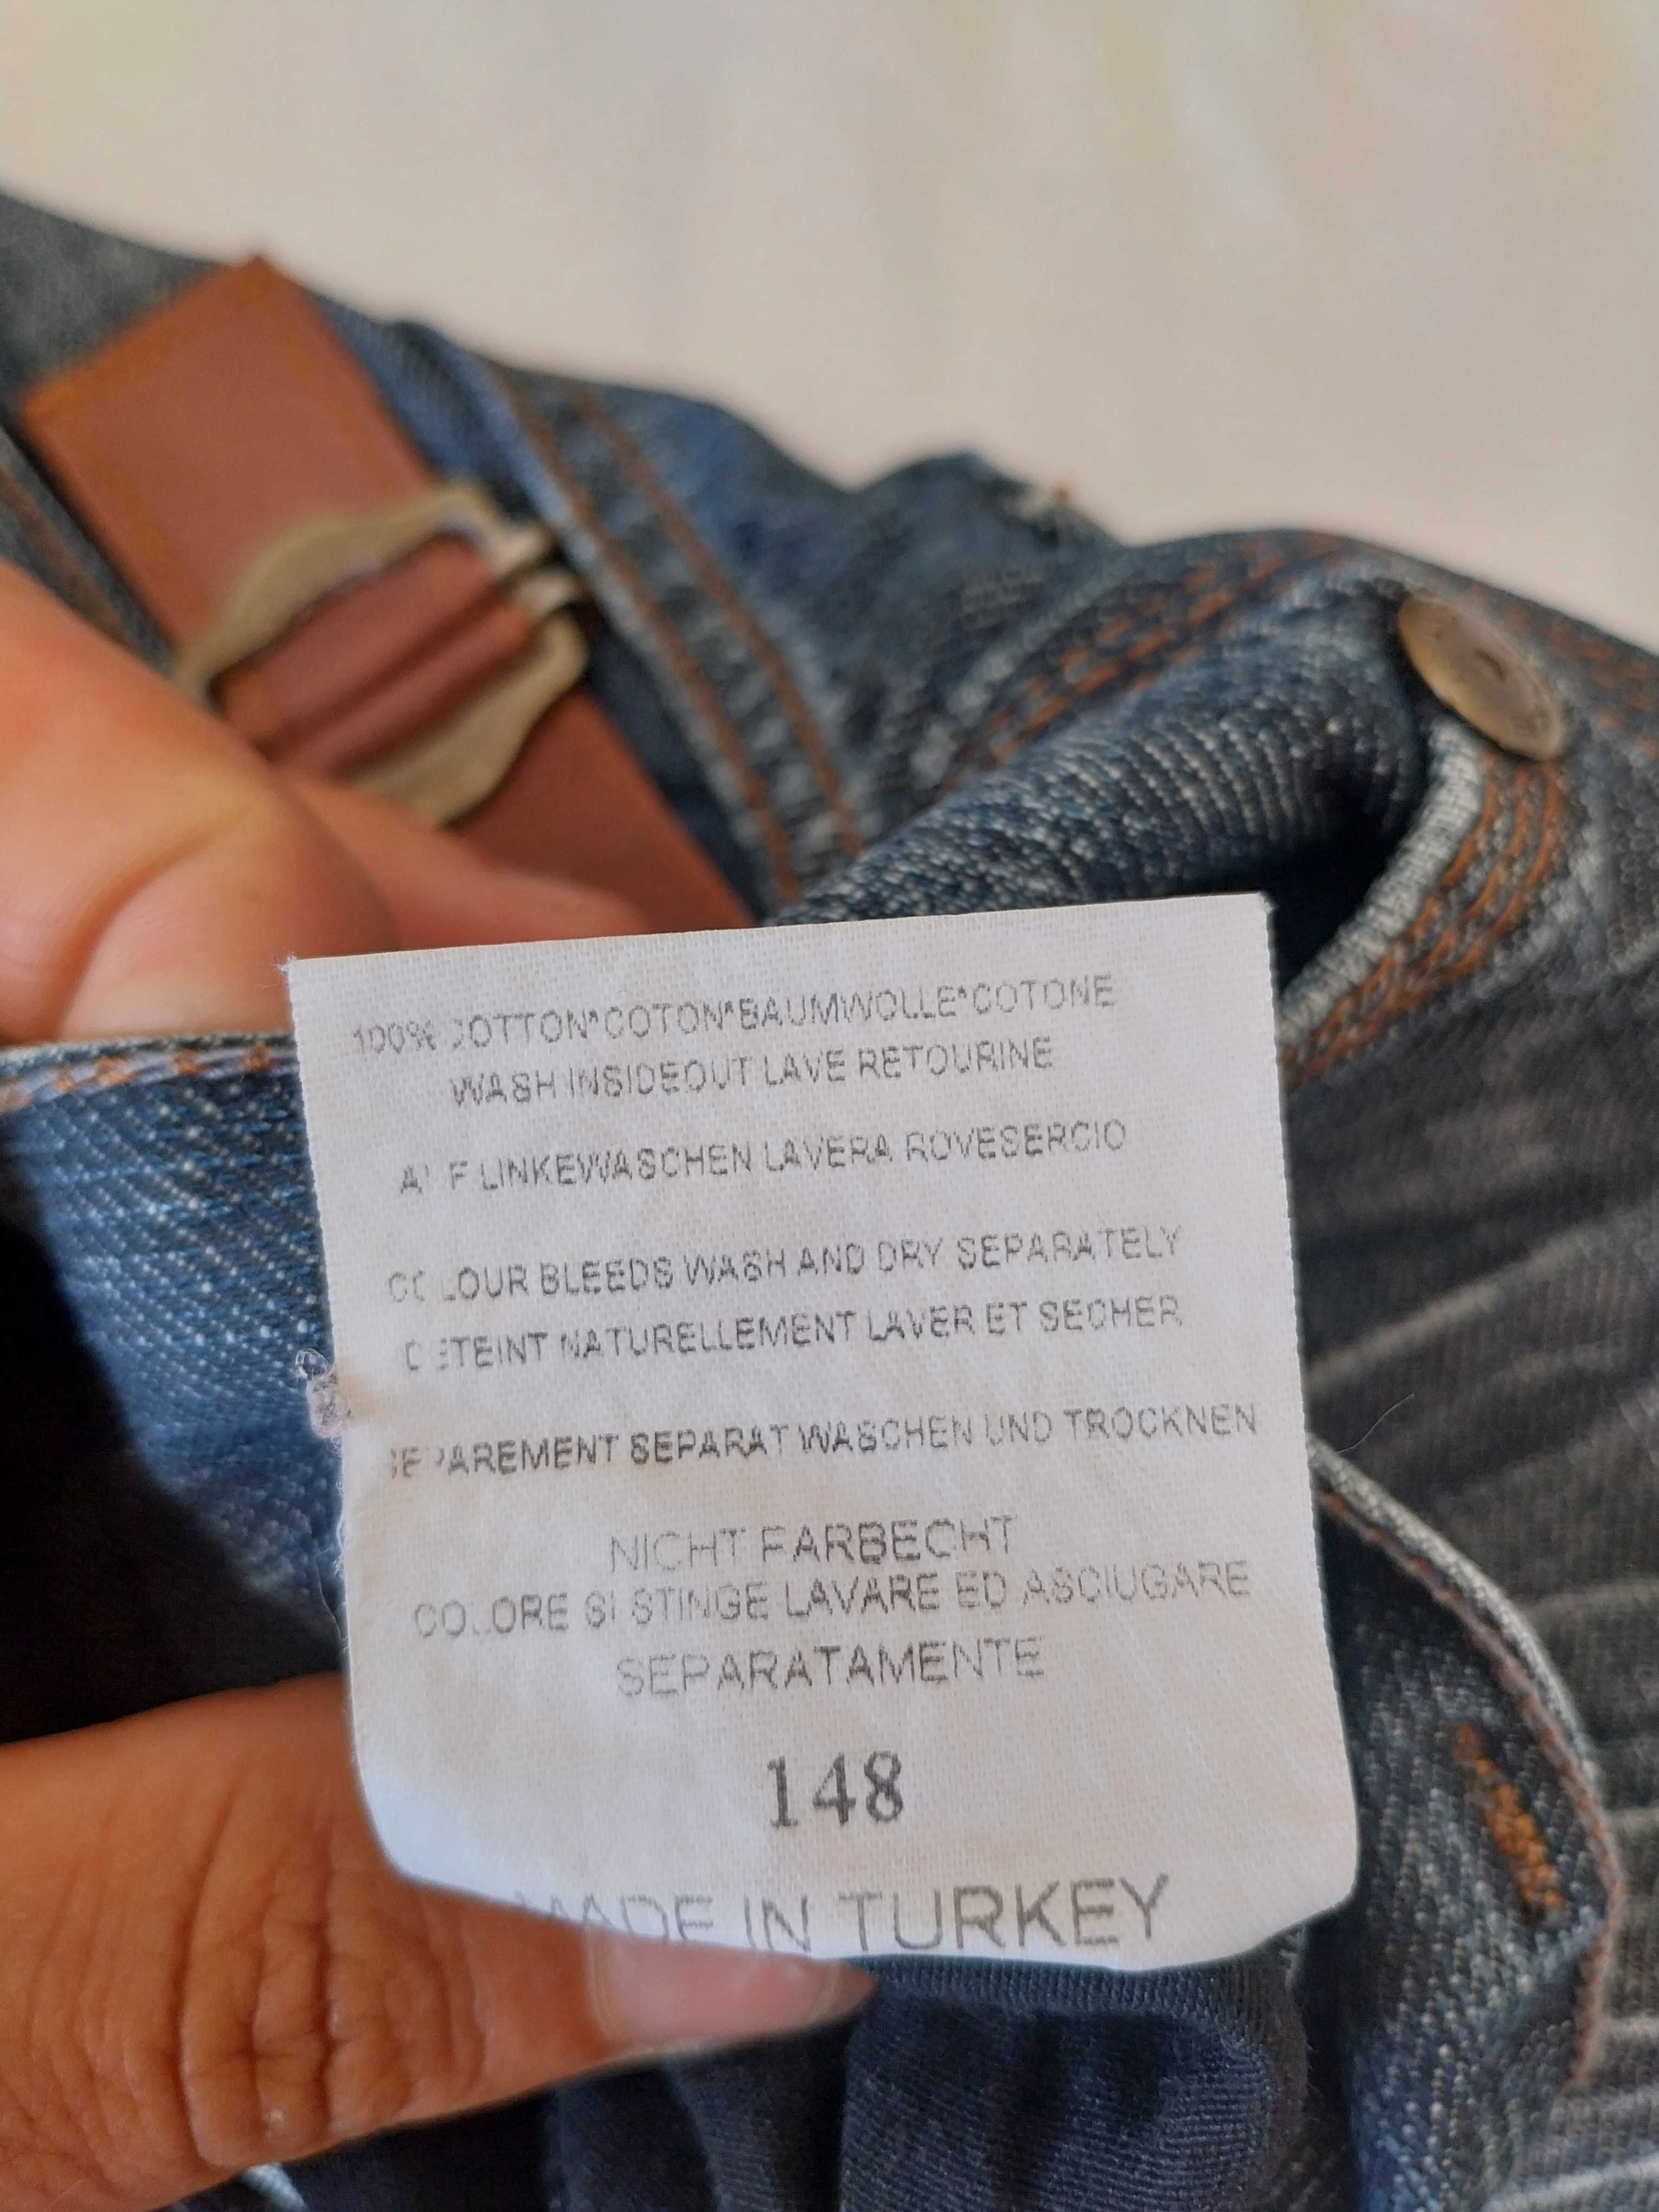 100% COTTON*COTON*BAUMWOLLE*COTONE
WASH INSIDEOUT LAVE RETOURINE
AUF LINKEWASCHEN LAVERA ROVESERCIO
COLOUR BLEEDS WASH AND DRY SEPARATELY
DETEINT NATURELLEMENT LAVER ET SECHER
SEPAREMENT SEPARAT WASCHEN UND TROCKNEN
NICHT FARBECHT
COLORE SI STINGE LAVARE ED ASCIUGARE
SEPARATAMENTE
148
MADE IN TURKEY